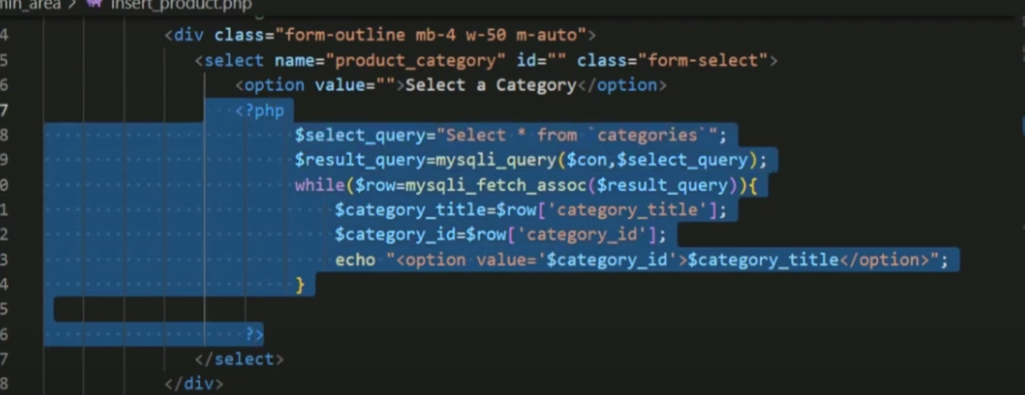 min_area > insert_product.php
4 <div class="form-outline mb-4 w-50 m-auto">
5 <select name="product_category" id="" class="form-select">
6 <option value="">Select a Category</option>
7 <?php
8 $select_query="Select * from `categories`";
9 $result_query=mysqli_query($con,$select_query);
0 while($row=mysqli_fetch_assoc($result_query)){
1 $category_title=$row['category_title'];
2 $category_id=$row['category_id'];
3 echo "<option value='$category_id'>$category_title</option>";
4 }
5
6 ?>
7 </select>
8 </div>